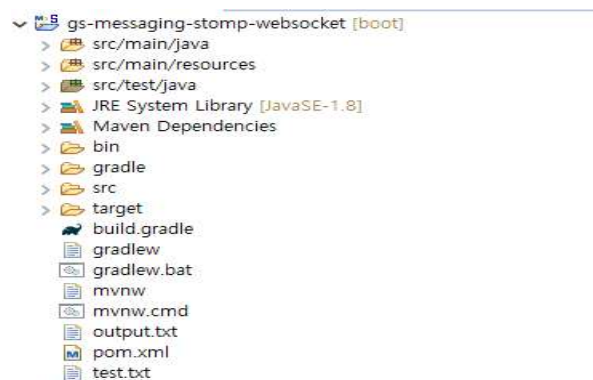 gs-messaging-stomp-websocket [boot]
src/main/java
src/main/resources
src/test/java
JRE System Library [JavaSE-1.8]
Maven Dependencies
bin
gradle
src
target
build.gradle
gradlew
gradlew.bat
mvnw
mvnw.cmd
output.txt
pom.xml
test.txt